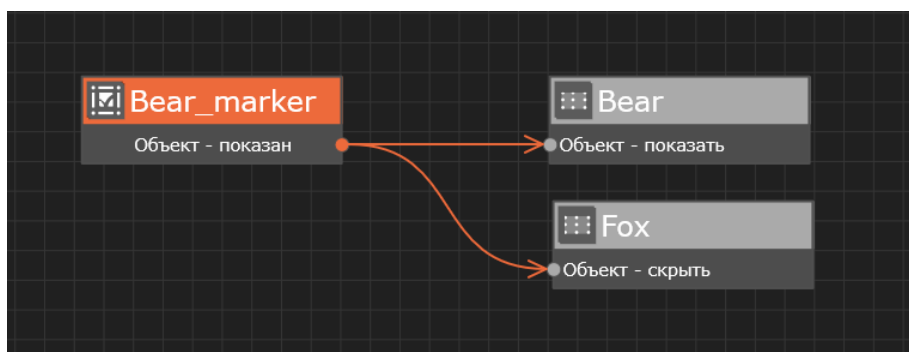 Bear_marker
Объект - показан
Bear
Объект - показать
Fox
Объект - скрыть